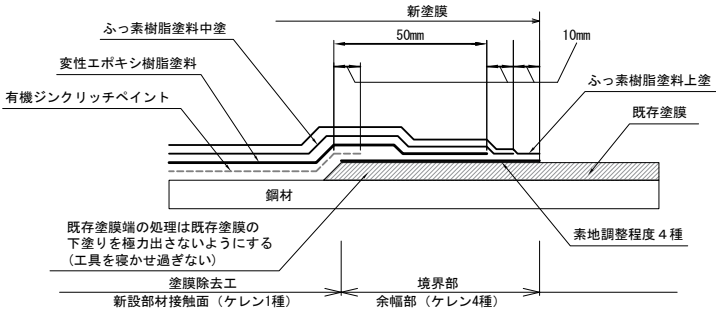 新塗膜
ふっ素樹脂塗料中塗
50mm
10mm
変性エポキシ樹脂塗料
ふっ素樹脂塗料上塗
有機ジンクリッチペイント
既存塗膜
鋼材
既存塗膜端の処理は既存塗膜の
下塗りを極力出さないようにする
(工具を寝かせ過ぎない)
素地調整程度４種
塗膜除去工
境界部
新設部材接触面（ケレン1種）
余幅部（ケレン4種）